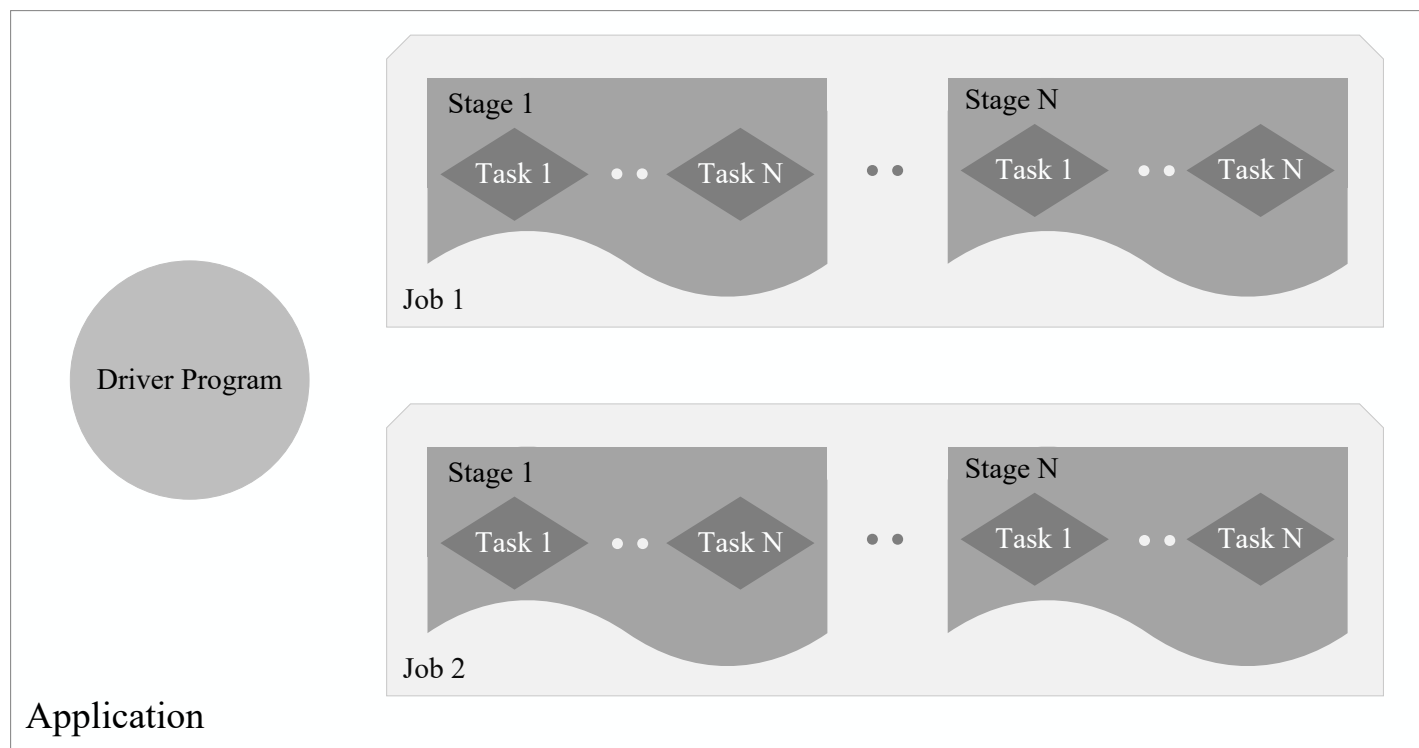 Stage 1
Task 1
Task N
Stage N
Task 1
Task N
Job 1
Driver Program
Stage 1
Task 1
Task N
Stage N
Task 1
Task N
Job 2
Application